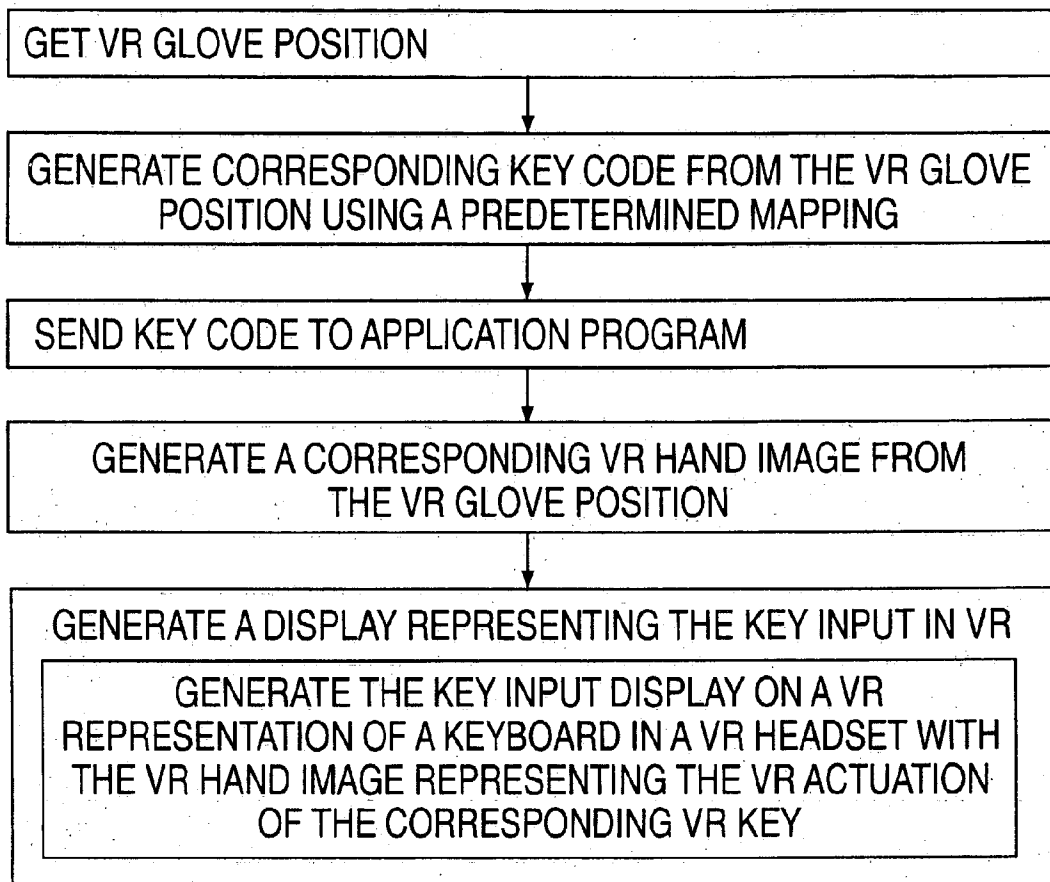 GET VR GLOVE POSITION
GENERATE CORRESPONDING KEY CODE FROM THE VR GLOVE
POSITION USING A PREDETERMINED MAPPING
SEND KEY CODE TO APPLICATION PROGRAM
GENERATE A CORRESPONDING VR HAND IMAGE FROM
THE VR GLOVE POSITION
GENERATE A DISPLAY REPRESENTING THE KEY INPUT IN VR
GENERATE THE KEY INPUT DISPLAY ON A VR
REPRESENTATION OF A KEYBOARD IN A VR HEADSET WITH
THE VR HAND IMAGE REPRESENTING THE VR ACTUATION
OF THE CORRESPONDING VR KEY